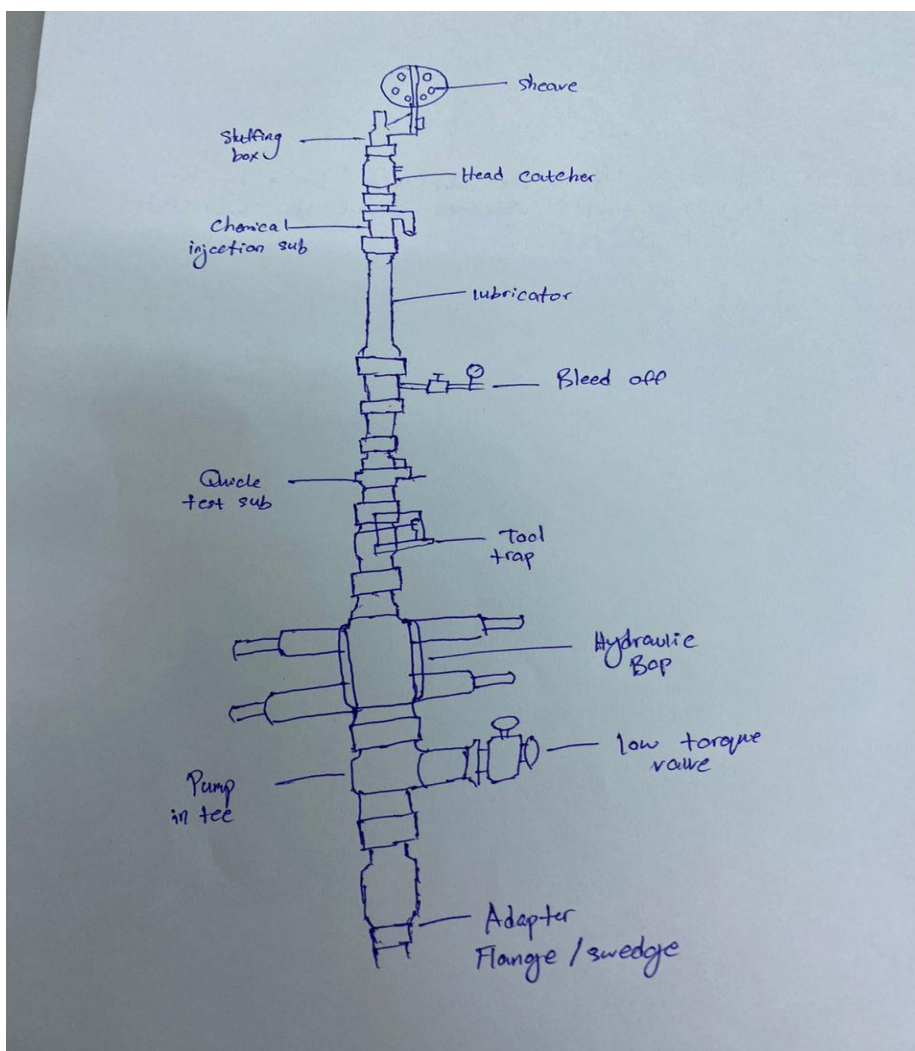 sheave
Stuffing
box
Head catcher
Chemical
injection sub
lubricator
Bleed off
Quick
test sub
Tool
trap
Hydraulic
Bop
low torque
valve
Pump
in tee
Adapter
Flange / swedge